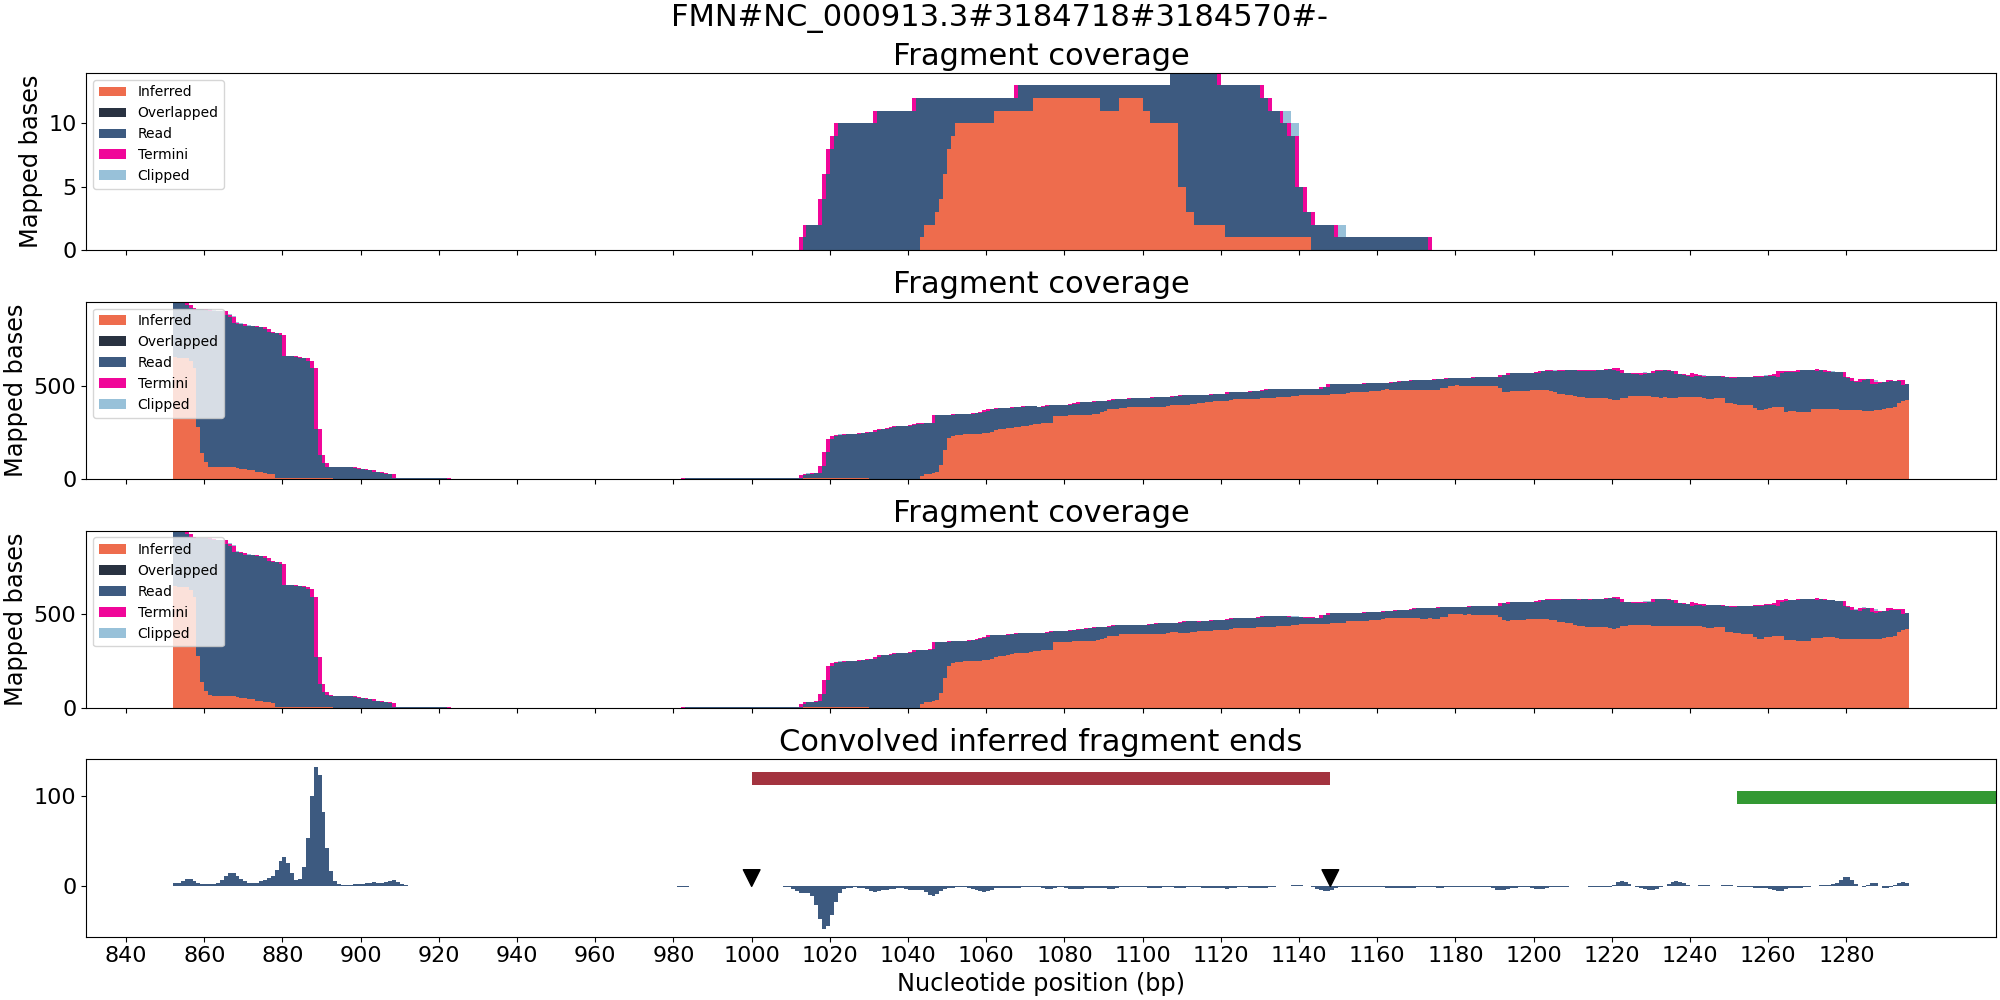 FMN#NC_000913.3#3184718#3184570#-
Fragment coverage
Mapped bases
10
5
0
Inferred
Overlapped
Read
Termini
Clipped
Fragment coverage
Mapped bases
500
0
Inferred
Overlapped
Read
Termini
Clipped
Fragment coverage
Mapped bases
500
0
Inferred
Overlapped
Read
Termini
Clipped
Convolved inferred fragment ends
100
0
840 860 880 900 920 940 960 980 1000 1020 1040 1060 1080 1100 1120 1140 1160 1180 1200 1220 1240 1260 1280
Nucleotide position (bp)